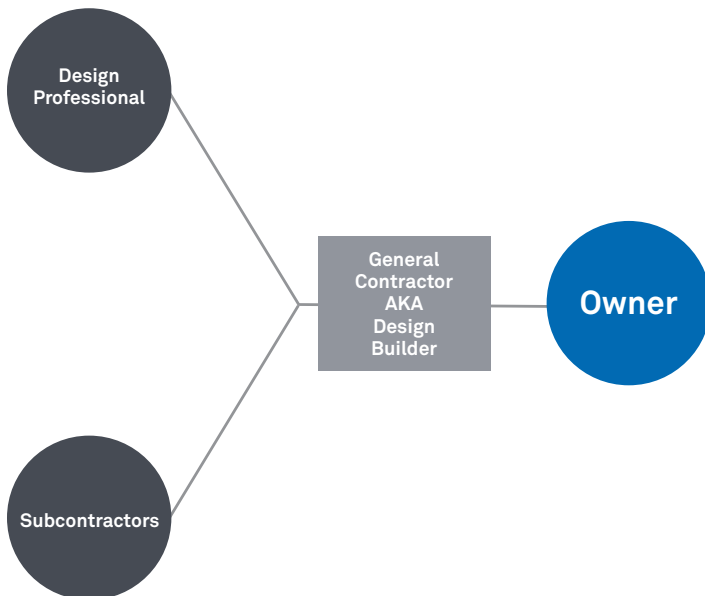 Design
Professional
General
Contractor
AKA
Design
Builder
Owner
Subcontractors